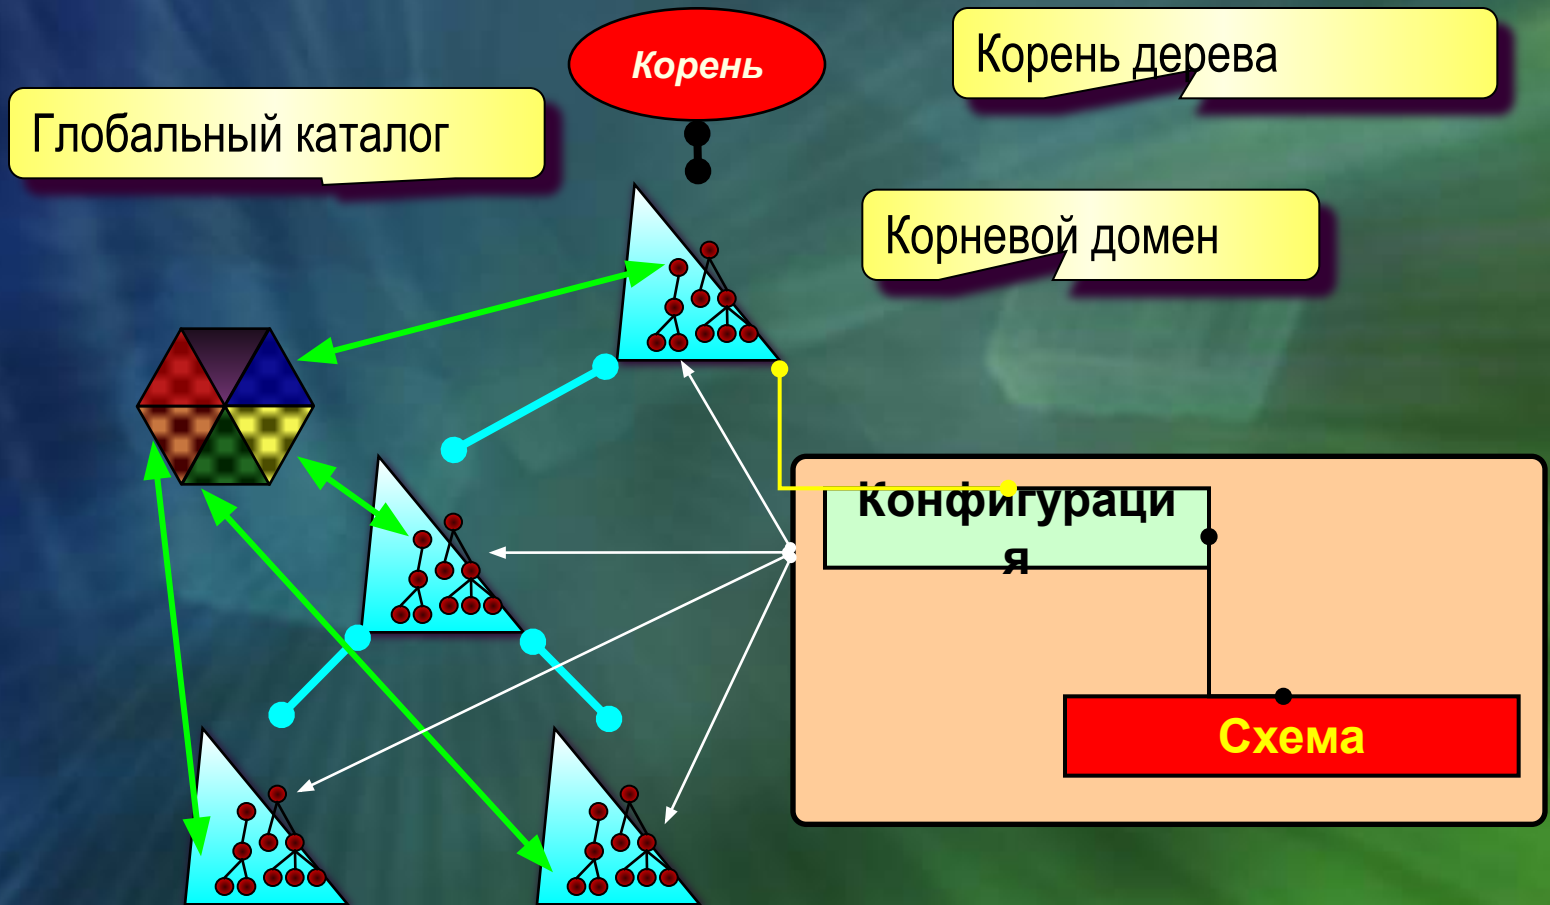 Корень
Корень дерева
Глобальный каталог
Корневой домен
Конфигураци
я
Схема